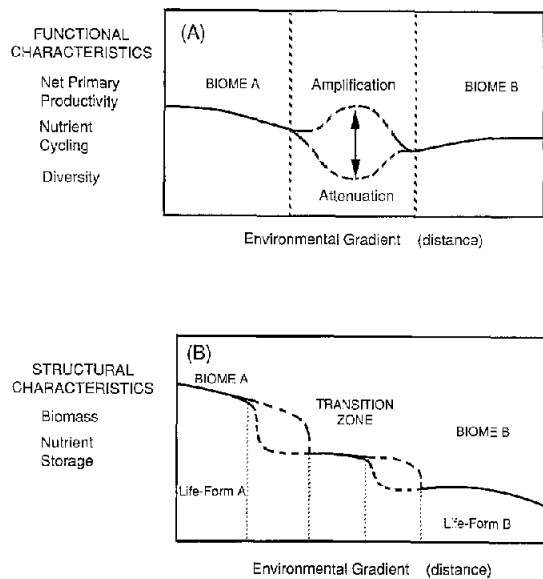 FUNCTIONAL
CHARACTERISTICS
Net Primary
Productivity
Nutrient
Cycling
Diversity
(A)
BIOME A
Amplification
BIOME B
Attenuation
Environmental Gradient (distance)
STRUCTURAL
CHARACTERISTICS
Biomass
Nutrient
Storage
(B)
BIOME A
TRANSITION
ZONE
BIOME B
Life-Form A
Life-Form B
Environmental Gradient (distance)